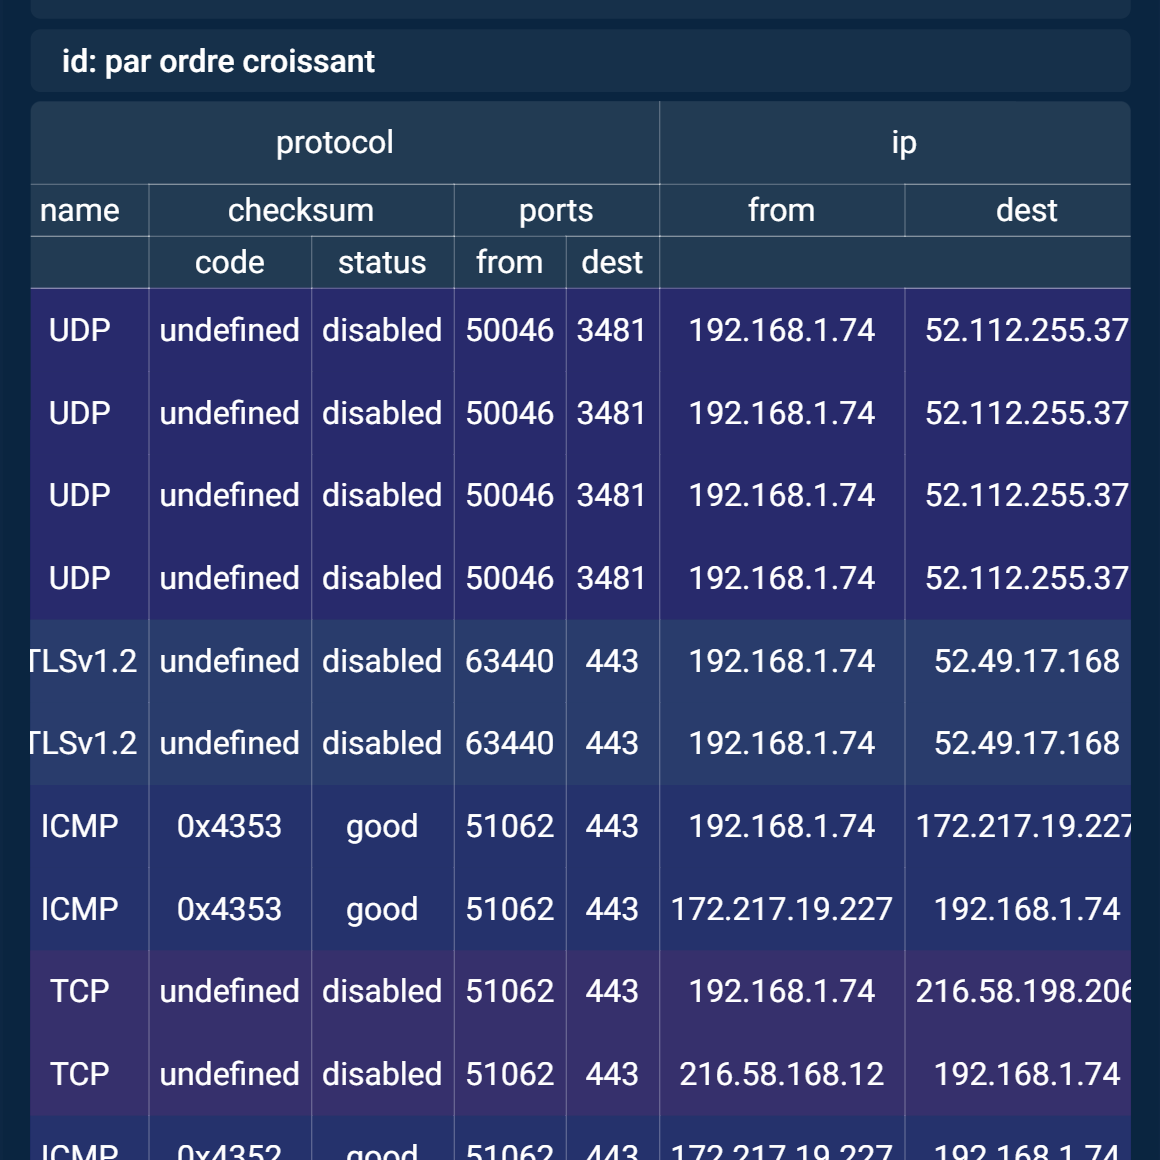 id: par ordre croissant
protocol ip
name checksum ports from dest
code status from dest
UDP undefined disabled 50046 3481 192.168.1.74 52.112.255.37
UDP undefined disabled 50046 3481 192.168.1.74 52.112.255.37
UDP undefined disabled 50046 3481 192.168.1.74 52.112.255.37
UDP undefined disabled 50046 3481 192.168.1.74 52.112.255.37
TLSv1.2 undefined disabled 63440 443 192.168.1.74 52.49.17.168
TLSv1.2 undefined disabled 63440 443 192.168.1.74 52.49.17.168
ICMP 0x4353 good 51062 443 192.168.1.74 172.217.19.227
ICMP 0x4353 good 51062 443 172.217.19.227 192.168.1.74
TCP undefined disabled 51062 443 192.168.1.74 216.58.198.206
TCP undefined disabled 51062 443 216.58.168.12 192.168.1.74
ICMP 0x4352 good 51062 443 172.217.19.227 192.168.1.74